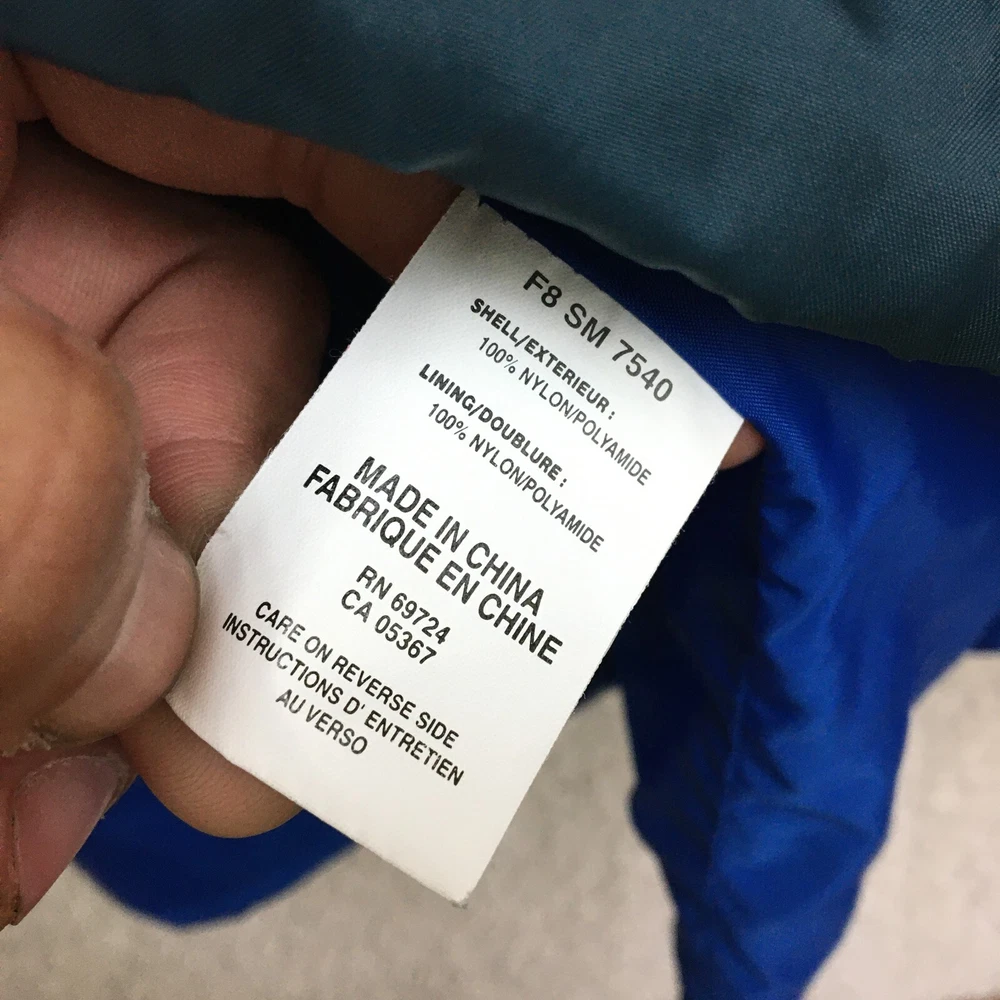 F8 SM 7540
SHELL/EXTERIEUR :
100% NYLON/POLYAMIDE
LINING/DOUBLURE :
100% NYLON/POLYAMIDE
MADE IN CHINA
FABRIQUE EN CHINE
RN 69724
CA 05367
CARE ON REVERSE SIDE
INSTRUCTIONS D' ENTRETIEN
AU VERSO